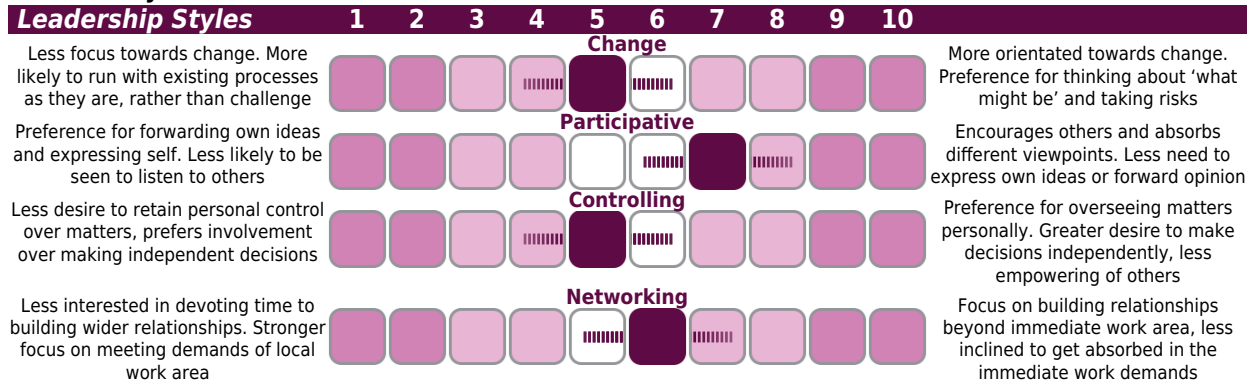 Leadership Styles 1 2 3 4 5 6 7 8 9 10
Change
Less focus towards change. More
likely to run with existing processes
as they are, rather than challenge
More orientated towards change.
Preference for thinking about ‘what
might be’ and taking risks
Participative
Preference for forwarding own ideas
and expressing self. Less likely to be
seen to listen to others
Encourages others and absorbs
different viewpoints. Less need to
express own ideas or forward opinion
Controlling
Less desire to retain personal control
over matters, prefers involvement
over making independent decisions
Preference for overseeing matters
personally. Greater desire to make
decisions independently, less
empowering of others
Networking
Less interested in devoting time to
building wider relationships. Stronger
focus on meeting demands of local
work area
Focus on building relationships
beyond immediate work area, less
inclined to get absorbed in the
immediate work demands